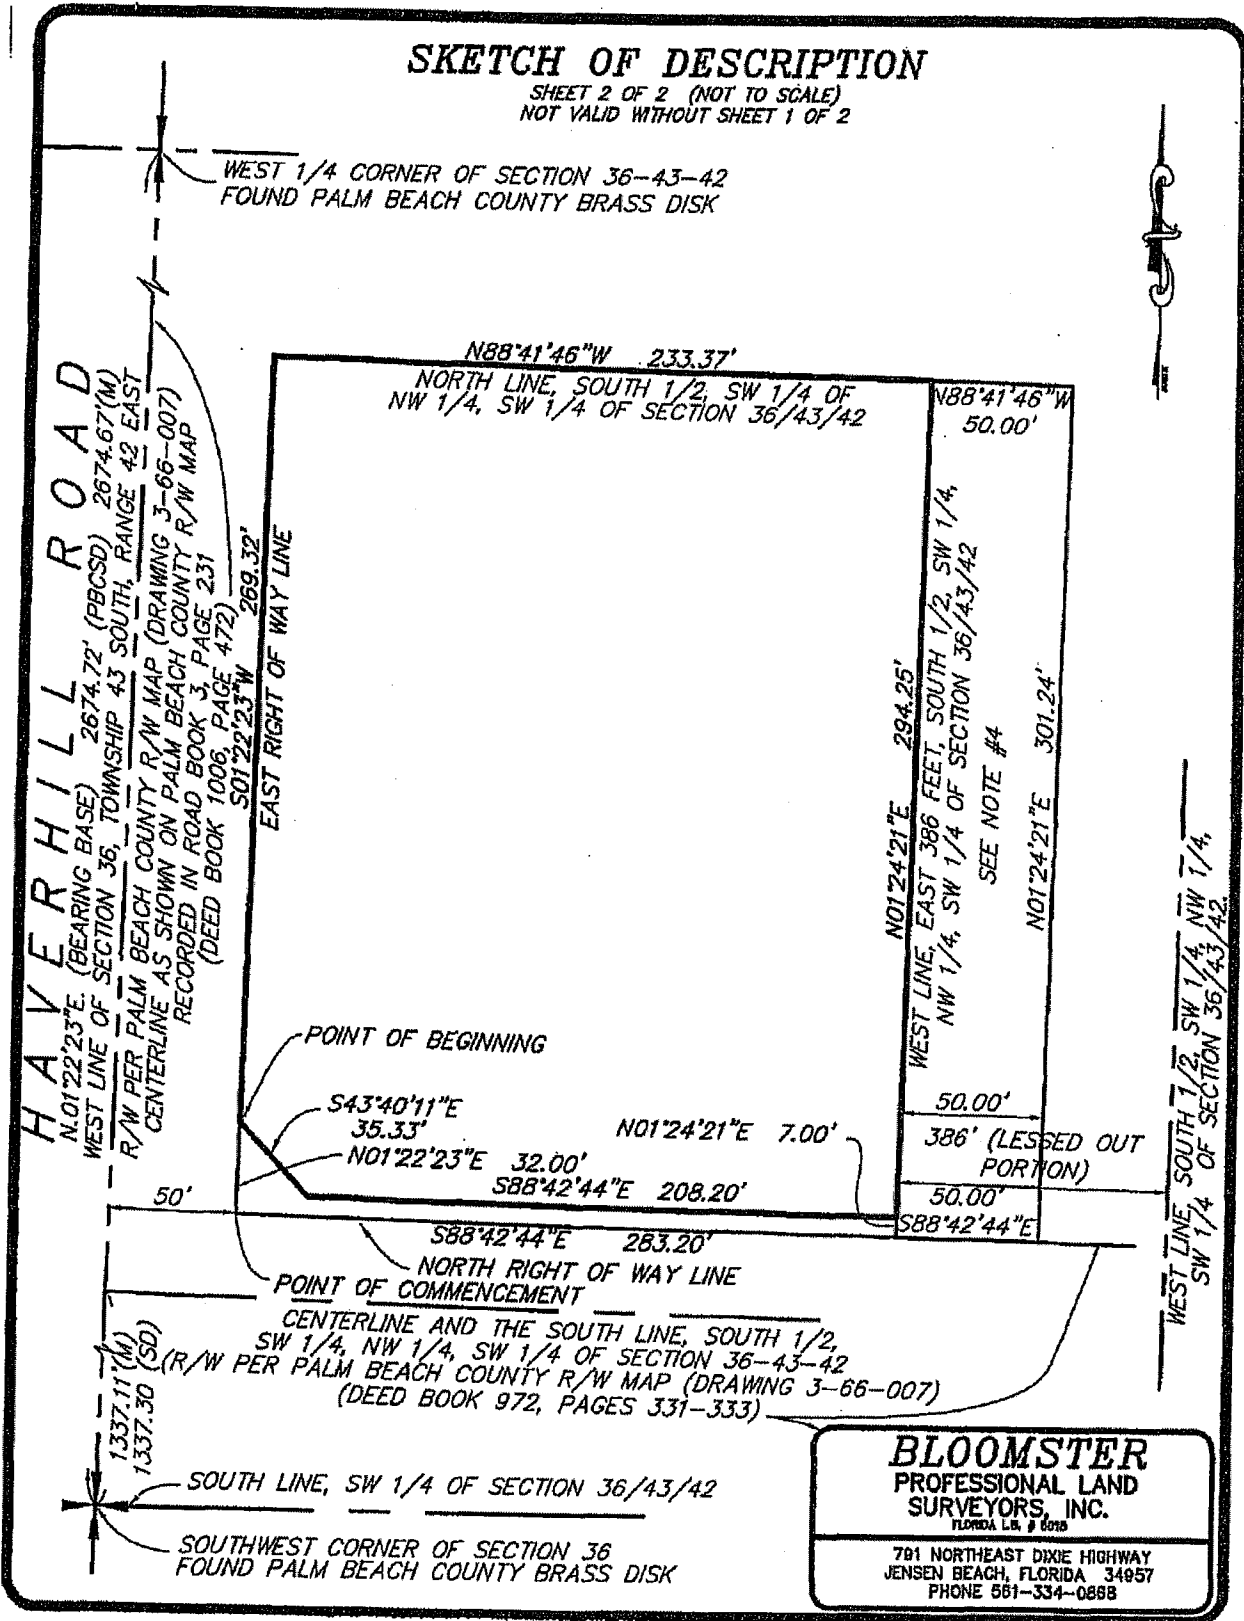 SKETCH OF DESCRIPTION
SHEET 2 OF 2 (NOT TO SCALE)
NOT VALID WITHOUT SHEET 1 OF 2
WEST 1/4 CORNER OF SECTION 36-43-42
FOUND PALM BEACH COUNTY BRASS DISK
HAVERHILL ROAD
N.01°22'23"E. (BEARING BASE) 2674.72' (PBCSD) 2674.67'(M)
WEST LINE OF SECTION 36, TOWNSHIP 43 SOUTH, RANGE 42 EAST
R/W PER PALM BEACH COUNTY R/W MAP (DRAWING 3-66-007)
CENTERLINE AS SHOWN ON PALM BEACH COUNTY R/W MAP
RECORDED IN ROAD BOOK 3, PAGE 231
(DEED BOOK 1006, PAGE 472)
S01°22'23"W 269.32'
EAST RIGHT OF WAY LINE
N88°41'46"W 233.37'
NORTH LINE, SOUTH 1/2, SW 1/4 OF
NW 1/4, SW 1/4 OF SECTION 36/43/42
N88°41'46"W
50.00'
N01°24'21"E 294.25'
WEST LINE, EAST 386 FEET, SOUTH 1/2, SW 1/4,
NW 1/4, SW 1/4 OF SECTION 36/43/42
SEE NOTE #4
N01°24'21"E 301.24'
WEST LINE, SOUTH 1/2, SW 1/4, NW 1/4,
SW 1/4 OF SECTION 36/43/42.
POINT OF BEGINNING
S43°40'11"E
35.33'
N01°22'23"E 32.00'
N01°24'21"E 7.00'
S88°42'44"E 208.20'
50.00'
386' (LESSED OUT
PORTION)
50'
50.00'
S88°42'44"E
S88°42'44"E 283.20'
NORTH RIGHT OF WAY LINE
POINT OF COMMENCEMENT
CENTERLINE AND THE SOUTH LINE, SOUTH 1/2,
SW 1/4, NW 1/4, SW 1/4 OF SECTION 36-43-42
(R/W PER PALM BEACH COUNTY R/W MAP (DRAWING 3-66-007)
(DEED BOOK 972, PAGES 331-333)
1337.11'(M)
1337.30 (SD)
SOUTH LINE, SW 1/4 OF SECTION 36/43/42
SOUTHWEST CORNER OF SECTION 36
FOUND PALM BEACH COUNTY BRASS DISK
BLOOMSTER
PROFESSIONAL LAND
SURVEYORS, INC.
FLORIDA L.B. #
791 NORTHEAST DIXIE HIGHWAY
JENSEN BEACH, FLORIDA 34957
PHONE 561-334-0868